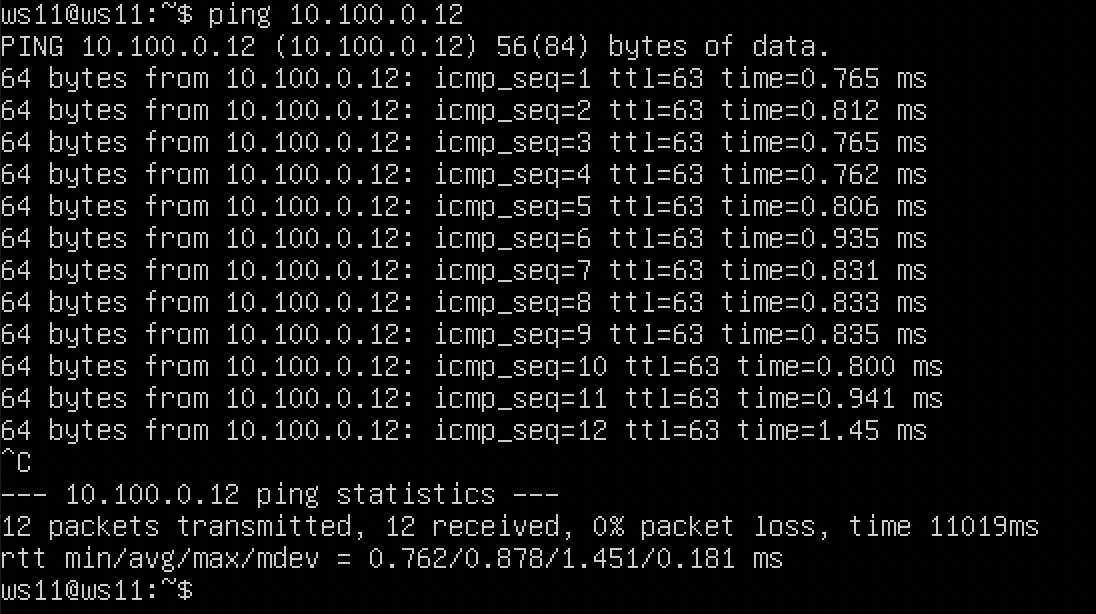 ws11@ws11:~$ ping 10.100.0.12
PING 10.100.0.12 (10.100.0.12) 56(84) bytes of data.
64 bytes from 10.100.0.12: icmp_seq=1 ttl=63 time=0.765 ms
64 bytes from 10.100.0.12: icmp_seq=2 ttl=63 time=0.812 ms
64 bytes from 10.100.0.12: icmp_seq=3 ttl=63 time=0.765 ms
64 bytes from 10.100.0.12: icmp_seq=4 ttl=63 time=0.762 ms
64 bytes from 10.100.0.12: icmp_seq=5 ttl=63 time=0.806 ms
64 bytes from 10.100.0.12: icmp_seq=6 ttl=63 time=0.935 ms
64 bytes from 10.100.0.12: icmp_seq=7 ttl=63 time=0.831 ms
64 bytes from 10.100.0.12: icmp_seq=8 ttl=63 time=0.833 ms
64 bytes from 10.100.0.12: icmp_seq=9 ttl=63 time=0.835 ms
64 bytes from 10.100.0.12: icmp_seq=10 ttl=63 time=0.800 ms
64 bytes from 10.100.0.12: icmp_seq=11 ttl=63 time=0.941 ms
64 bytes from 10.100.0.12: icmp_seq=12 ttl=63 time=1.45 ms
^C
--- 10.100.0.12 ping statistics ---
12 packets transmitted, 12 received, 0% packet loss, time 11019ms
rtt min/avg/max/mdev = 0.762/0.878/1.451/0.181 ms
ws11@ws11:~$